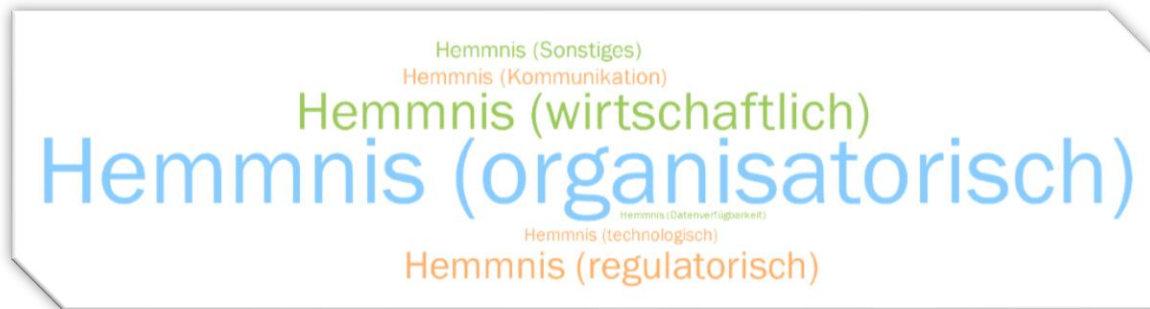 Hemmnis (Sonstiges)
Hemmnis (Kommunikation)
Hemmnis (wirtschaftlich)
Hemmnis (organisatorisch)
Hemmnis (Datenverfügbarkeit)
Hemmnis (technologisch)
Hemmnis (regulatorisch)